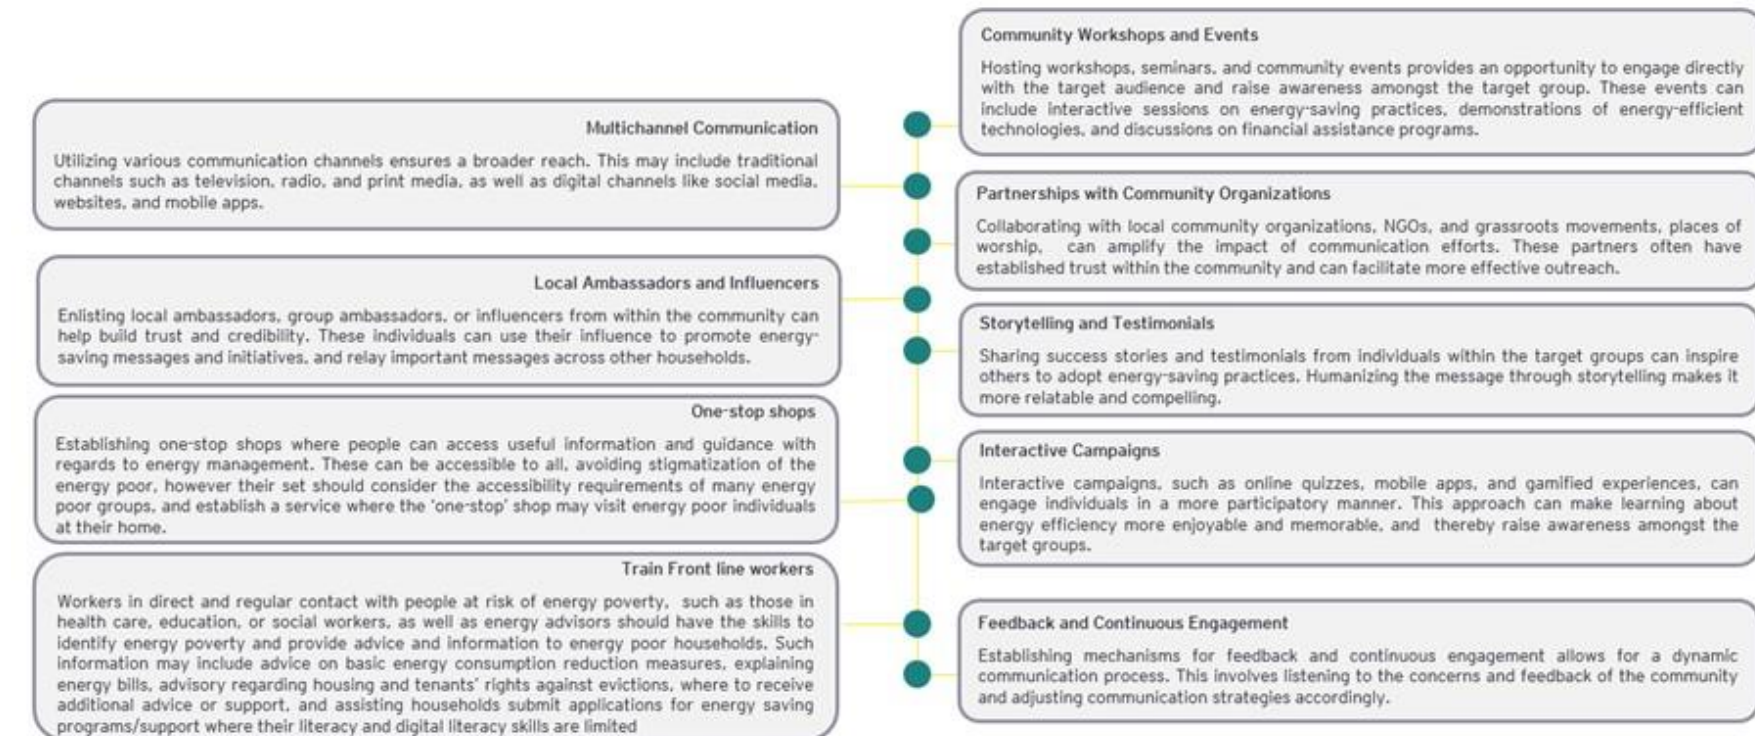 Multichannel Communication
Utilizing various communication channels ensures a broader reach. This may include traditional
channels such as television, radio, and print media, as well as digital channels like social media,
websites, and mobile apps.
Local Ambassadors and Influencers
Enlisting local ambassadors, group ambassadors, or influencers from within the community can
help build trust and credibility. These individuals can use their influence to promote energy-
saving messages and initiatives, and relay important messages across other households.
One-stop shops
Establishing one-stop shops where people can access useful information and guidance with
regards to energy management. These can be accessible to all, avoiding stigmatization of the
energy poor, however their set should consider the accessibility requirements of many energy
poor groups, and establish a service where the 'one-stop' shop may visit energy poor individuals
at their home.
Train Front line workers
Workers in direct and regular contact with people at risk of energy poverty, such as those in
health care, education, or social workers, as well as energy advisors should have the skills to
identify energy poverty and provide advice and information to energy poor households. Such
information may include advice on basic energy consumption reduction measures, explaining
energy bills, advisory regarding housing and tenants' rights against evictions, where to receive
additional advice or support, and assisting households submit applications for energy saving
programs/support where their literacy and digital literacy skills are limited
Community Workshops and Events
Hosting workshops, seminars, and community events provides an opportunity to engage directly
with the target audience and raise awareness amongst the target group. These events can
include interactive sessions on energy-saving practices, demonstrations of energy-efficient
technologies, and discussions on financial assistance programs.
Partnerships with Community Organizations
Collaborating with local community organizations, NGOs, and grassroots movements, places of
worship, can amplify the impact of communication efforts. These partners often have
established trust within the community and can facilitate more effective outreach.
Storytelling and Testimonials
Sharing success stories and testimonials from individuals within the target groups can inspire
others to adopt energy-saving practices. Humanizing the message through storytelling makes it
more relatable and compelling.
Interactive Campaigns
Interactive campaigns, such as online quizzes, mobile apps, and gamified experiences, can
engage individuals in a more participatory manner. This approach can make learning about
energy efficiency more enjoyable and memorable, and thereby raise awareness amongst the
target groups.
Feedback and Continuous Engagement
Establishing mechanisms for feedback and continuous engagement allows for a dynamic
communication process. This involves listening to the concerns and feedback of the community
and adjusting communication strategies accordingly.